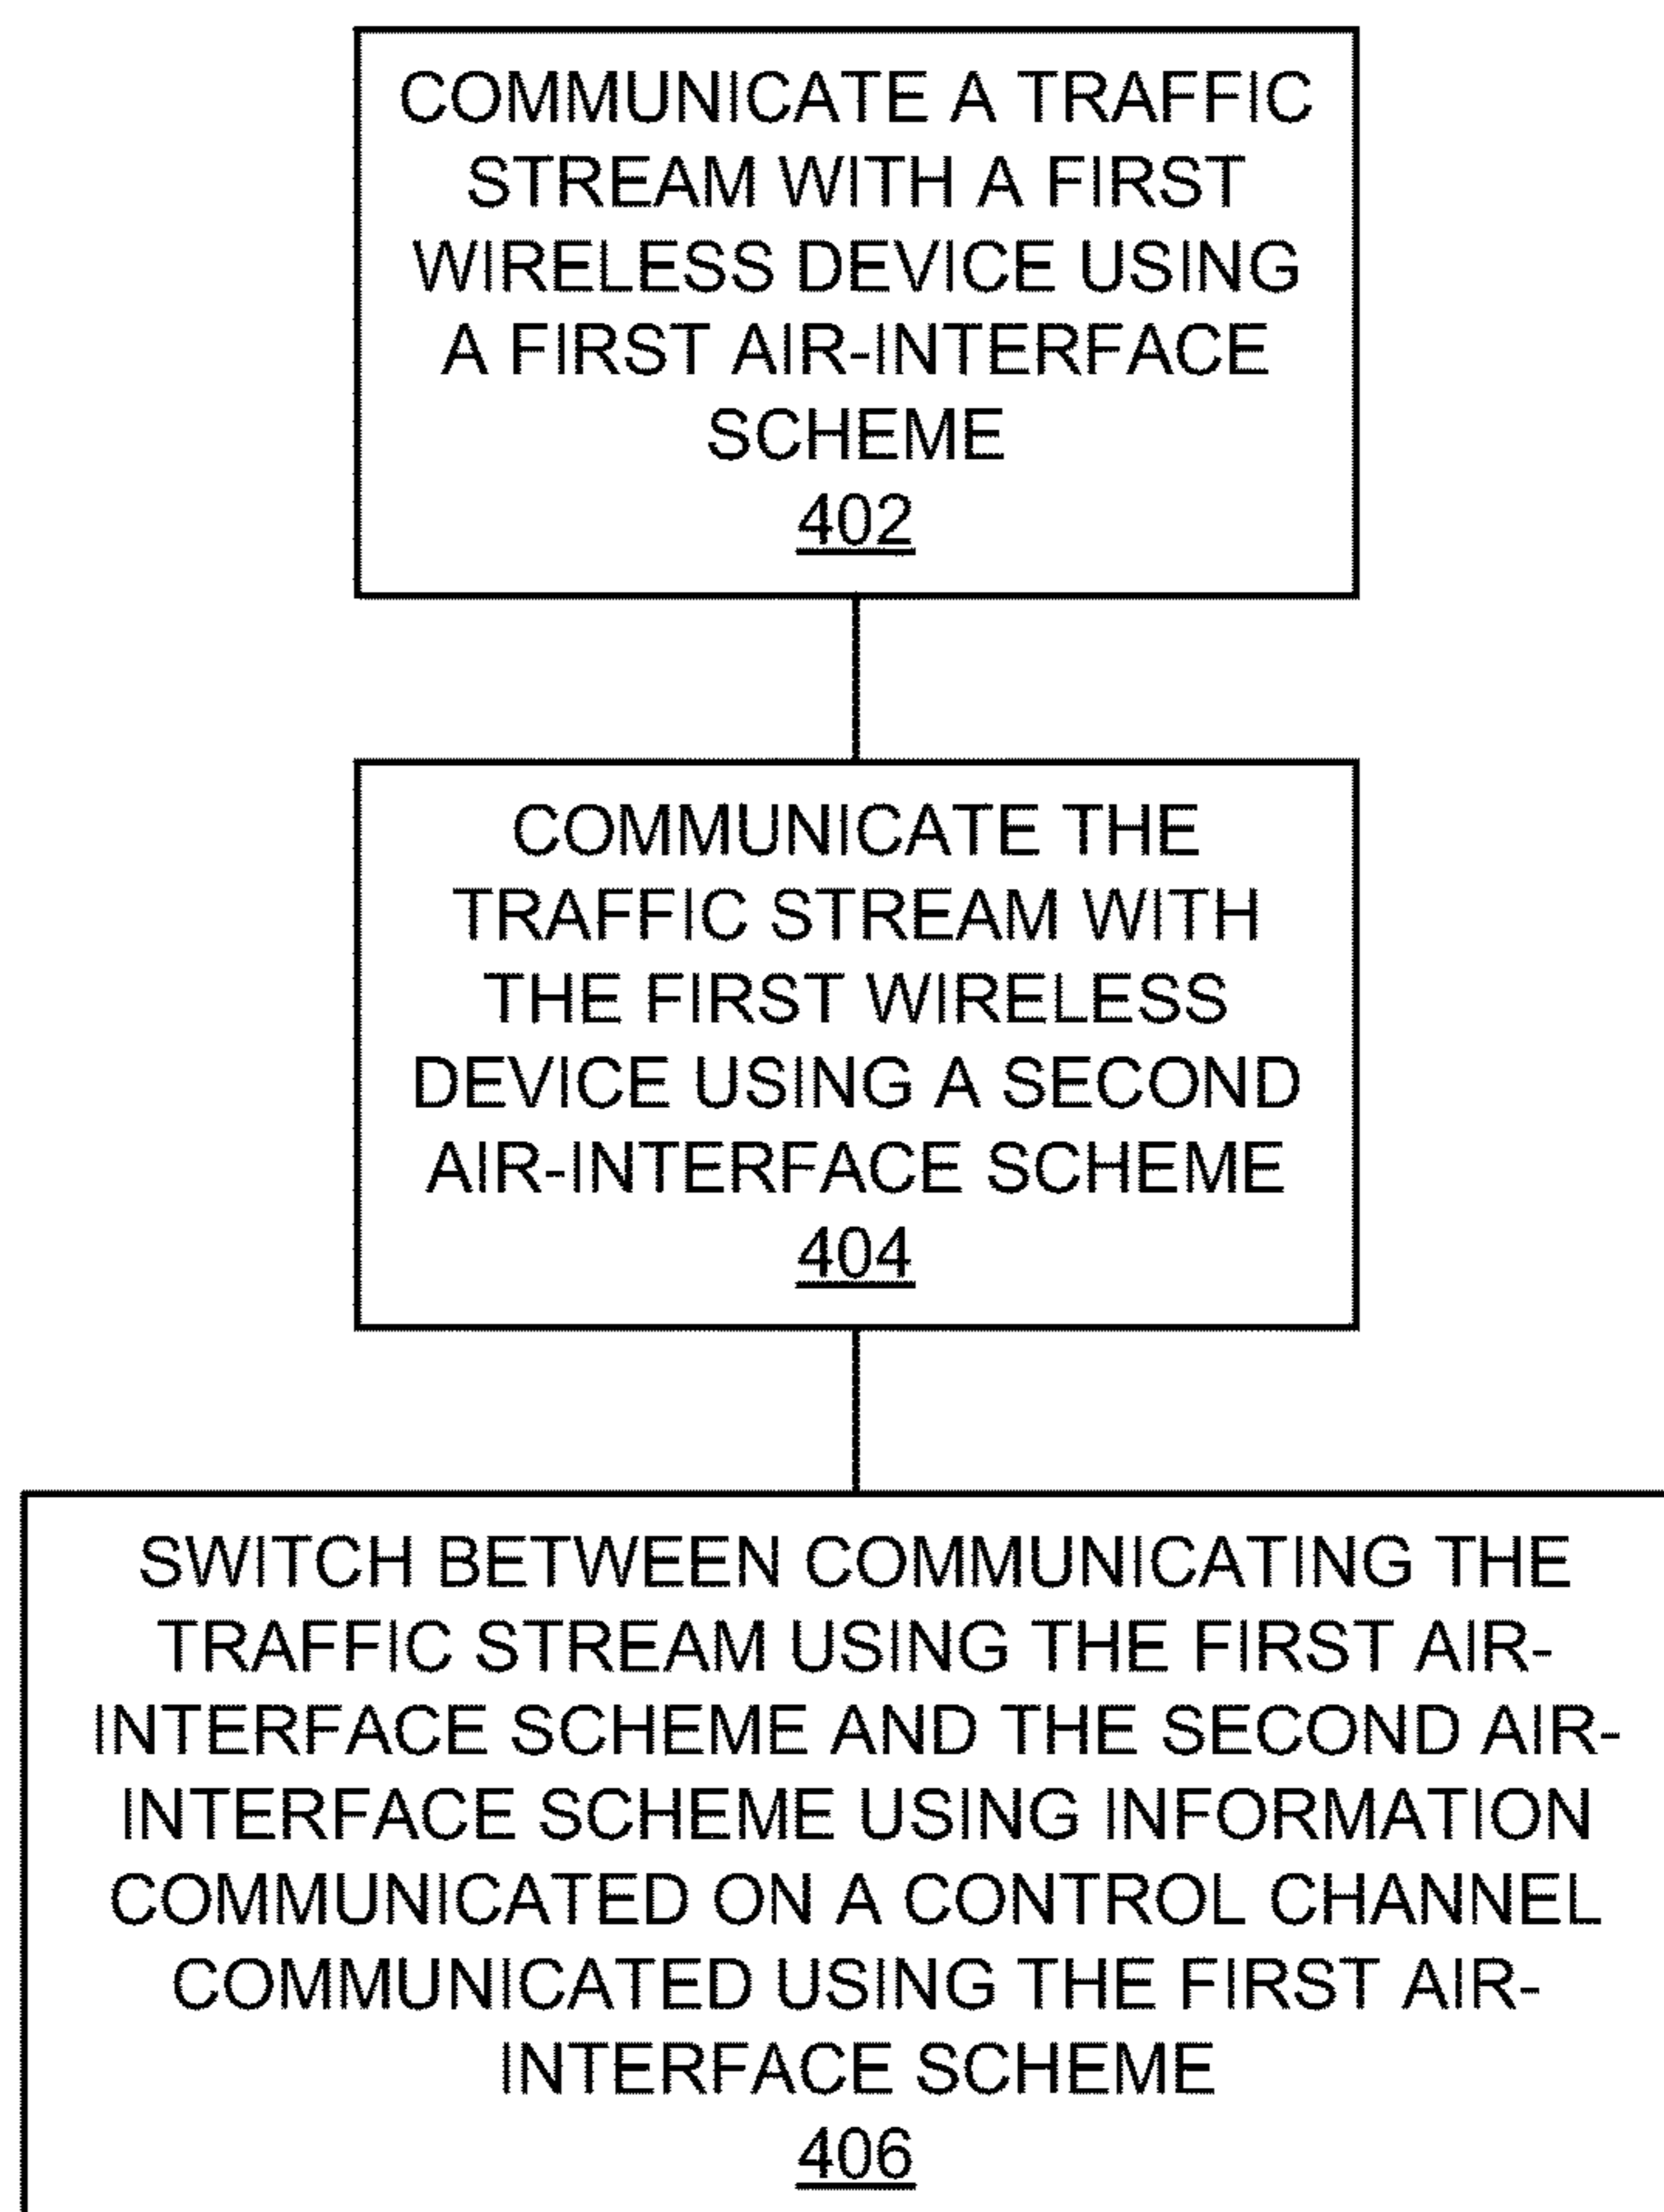 COMMUNICATE A TRAFFIC
STREAM WITH A FIRST
WIRELESS DEVICE USING
A FIRST AIR-INTERFACE
SCHEME
402
COMMUNICATE THE
TRAFFIC STREAM WITH
THE FIRST WIRELESS
DEVICE USING A SECOND
AIR-INTERFACE SCHEME
404
SWITCH BETWEEN COMMUNICATING THE
TRAFFIC STREAM USING THE FIRST AIR-
INTERFACE SCHEME AND THE SECOND AIR-
INTERFACE SCHEME USING INFORMATION
COMMUNICATED ON A CONTROL CHANNEL
COMMUNICATED USING THE FIRST AIR-
INTERFACE SCHEME
406